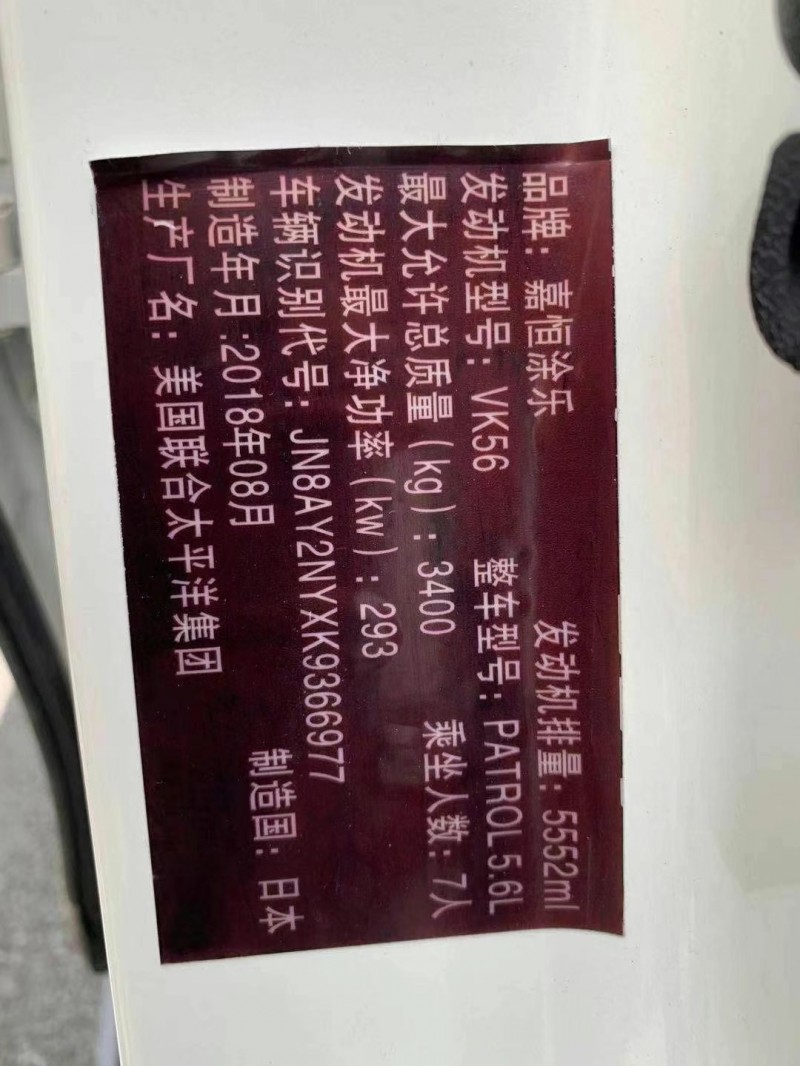 品牌：嘉恒涂乐 发动机排量：5552ml
发动机型号：VK56 整车型号：PATROL5.6L
最大允许总质量(kg)：3400 乘坐人数：7人
发动机最大净功率(kw)：293
车辆识别代号：JN8AY2NYXK9366977
制造年月:2018年08月 制造国：日本
生产厂名：美国联合太平洋集团